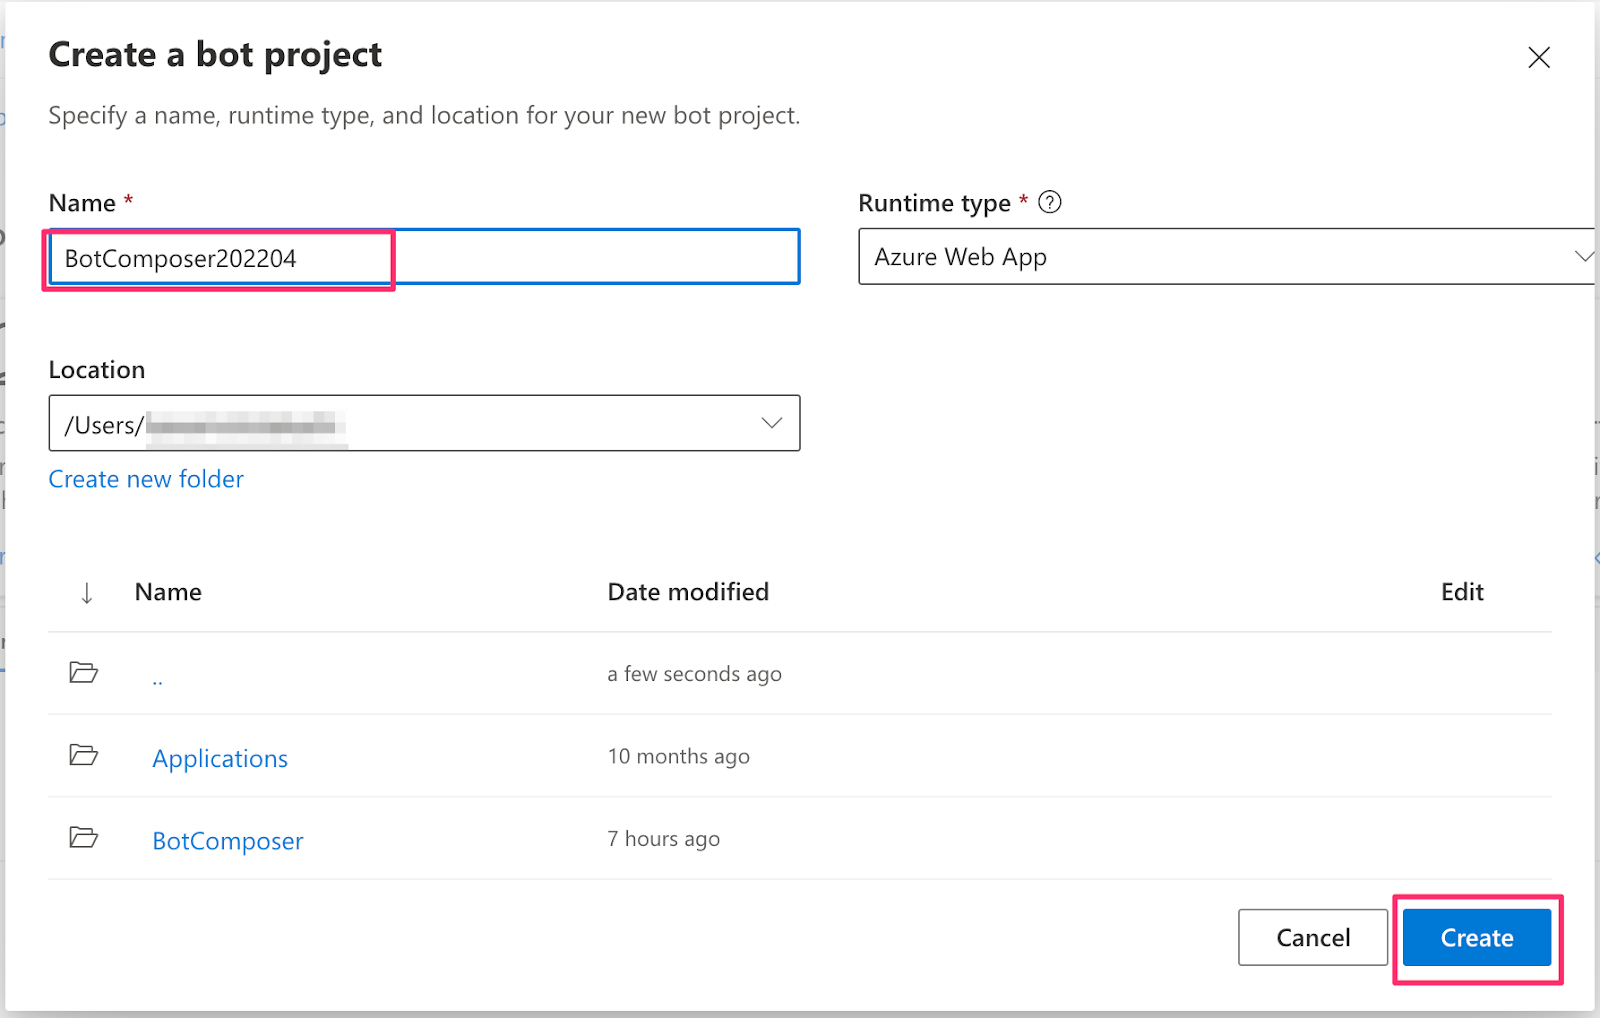 Create a bot project
Specify a name, runtime type, and location for your new bot project.
Name *
Runtime type * ?
BotComposer202204
Azure Web App
Location
/Users/
Create new folder
Name Date modified Edit
.. a few seconds ago
Applications 10 months ago
BotComposer 7 hours ago
Cancel Create